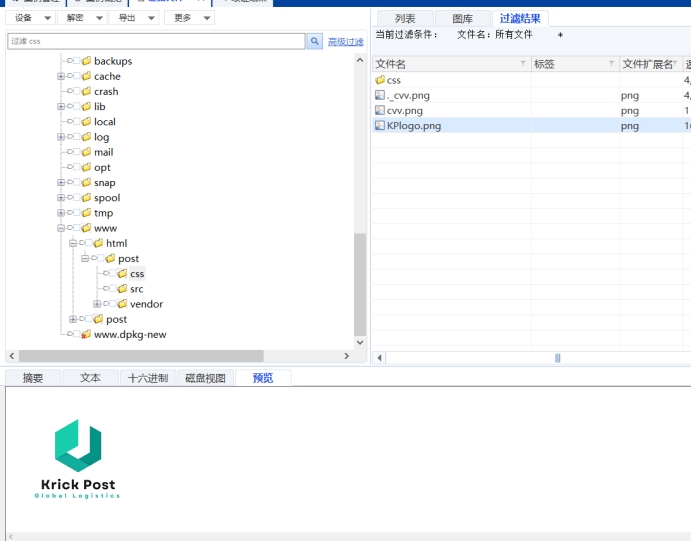 设备 解密 导出 更多
过滤 css 高级过滤
backups
cache
crash
lib
local
log
mail
opt
snap
spool
tmp
www
html
post
css
src
vendor
post
www.dpkg-new
列表 图库 过滤结果
当前过滤条件： 文件名：所有文件 *
文件名 标签 文件扩展名
css 4,
._cvv.png png 4,
cvv.png png 1
KPlogo.png png
摘要 文本 十六进制 磁盘视图 预览
Krick Post
Global Logistics